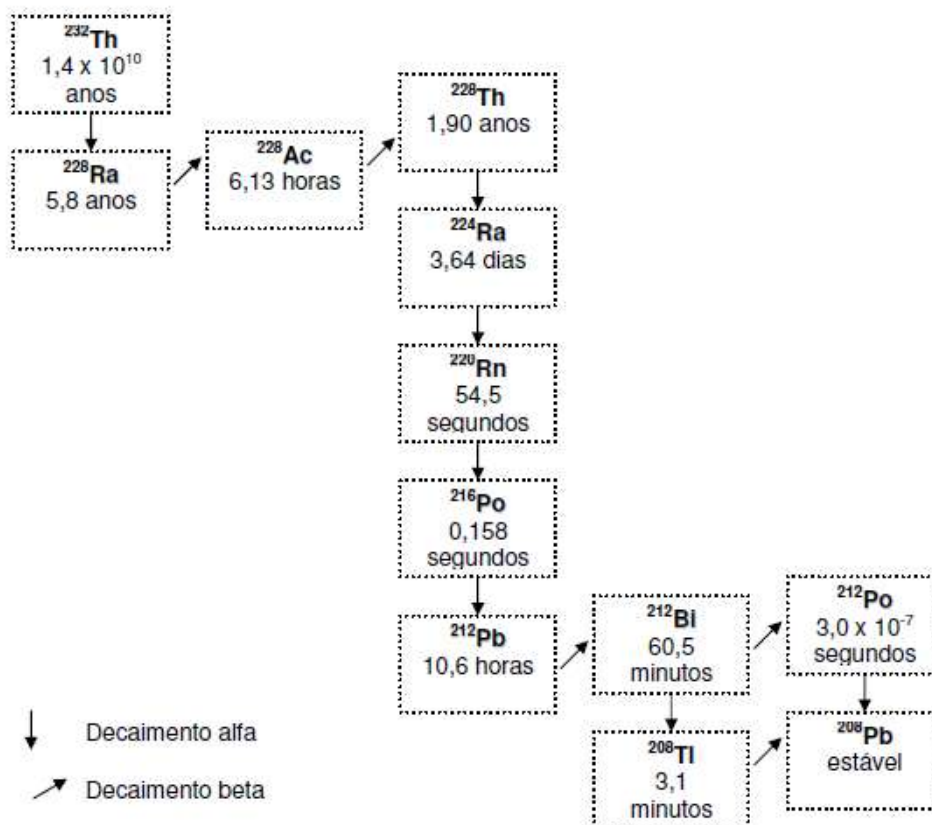 ²³²Th
1,4 x 10¹⁰
anos
²²⁸Ra
5,8 anos
²²⁸Ac
6,13 horas
²²⁸Th
1,90 anos
²²⁴Ra
3,64 dias
²²⁰Rn
54,5
segundos
²¹⁶Po
0,158
segundos
²¹²Pb
10,6 horas
²¹²Bi
60,5
minutos
²¹²Po
3,0 x 10⁻⁷
segundos
²⁰⁸Tl
3,1
minutos
²⁰⁸Pb
estável
Decaimento alfa
Decaimento beta